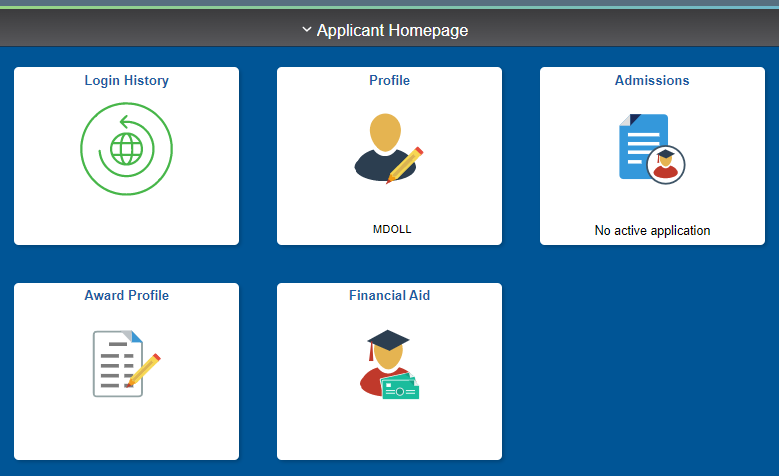 Applicant Homepage
Login History
Profile
MDOLL
Admissions
No active application
Award Profile
Financial Aid